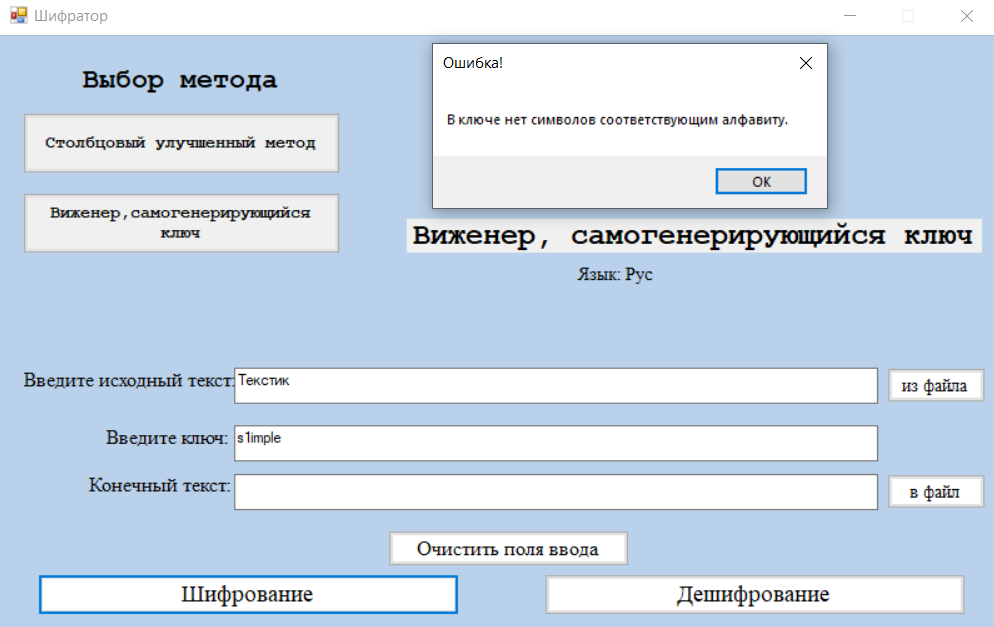 Шифратор
Ошибка!
В ключе нет символов соответствующим алфавиту.
OK
Выбор метода
Столбцовый улучшенный метод
Виженер,самогенерирующийся
ключ
Виженер, самогенерирующийся ключ
Язык: Рус
Введите исходный текст:
Текстик
из файла
Введите ключ:
s1imple
Конечный текст:
в файл
Очистить поля ввода
Шифрование
Дешифрование